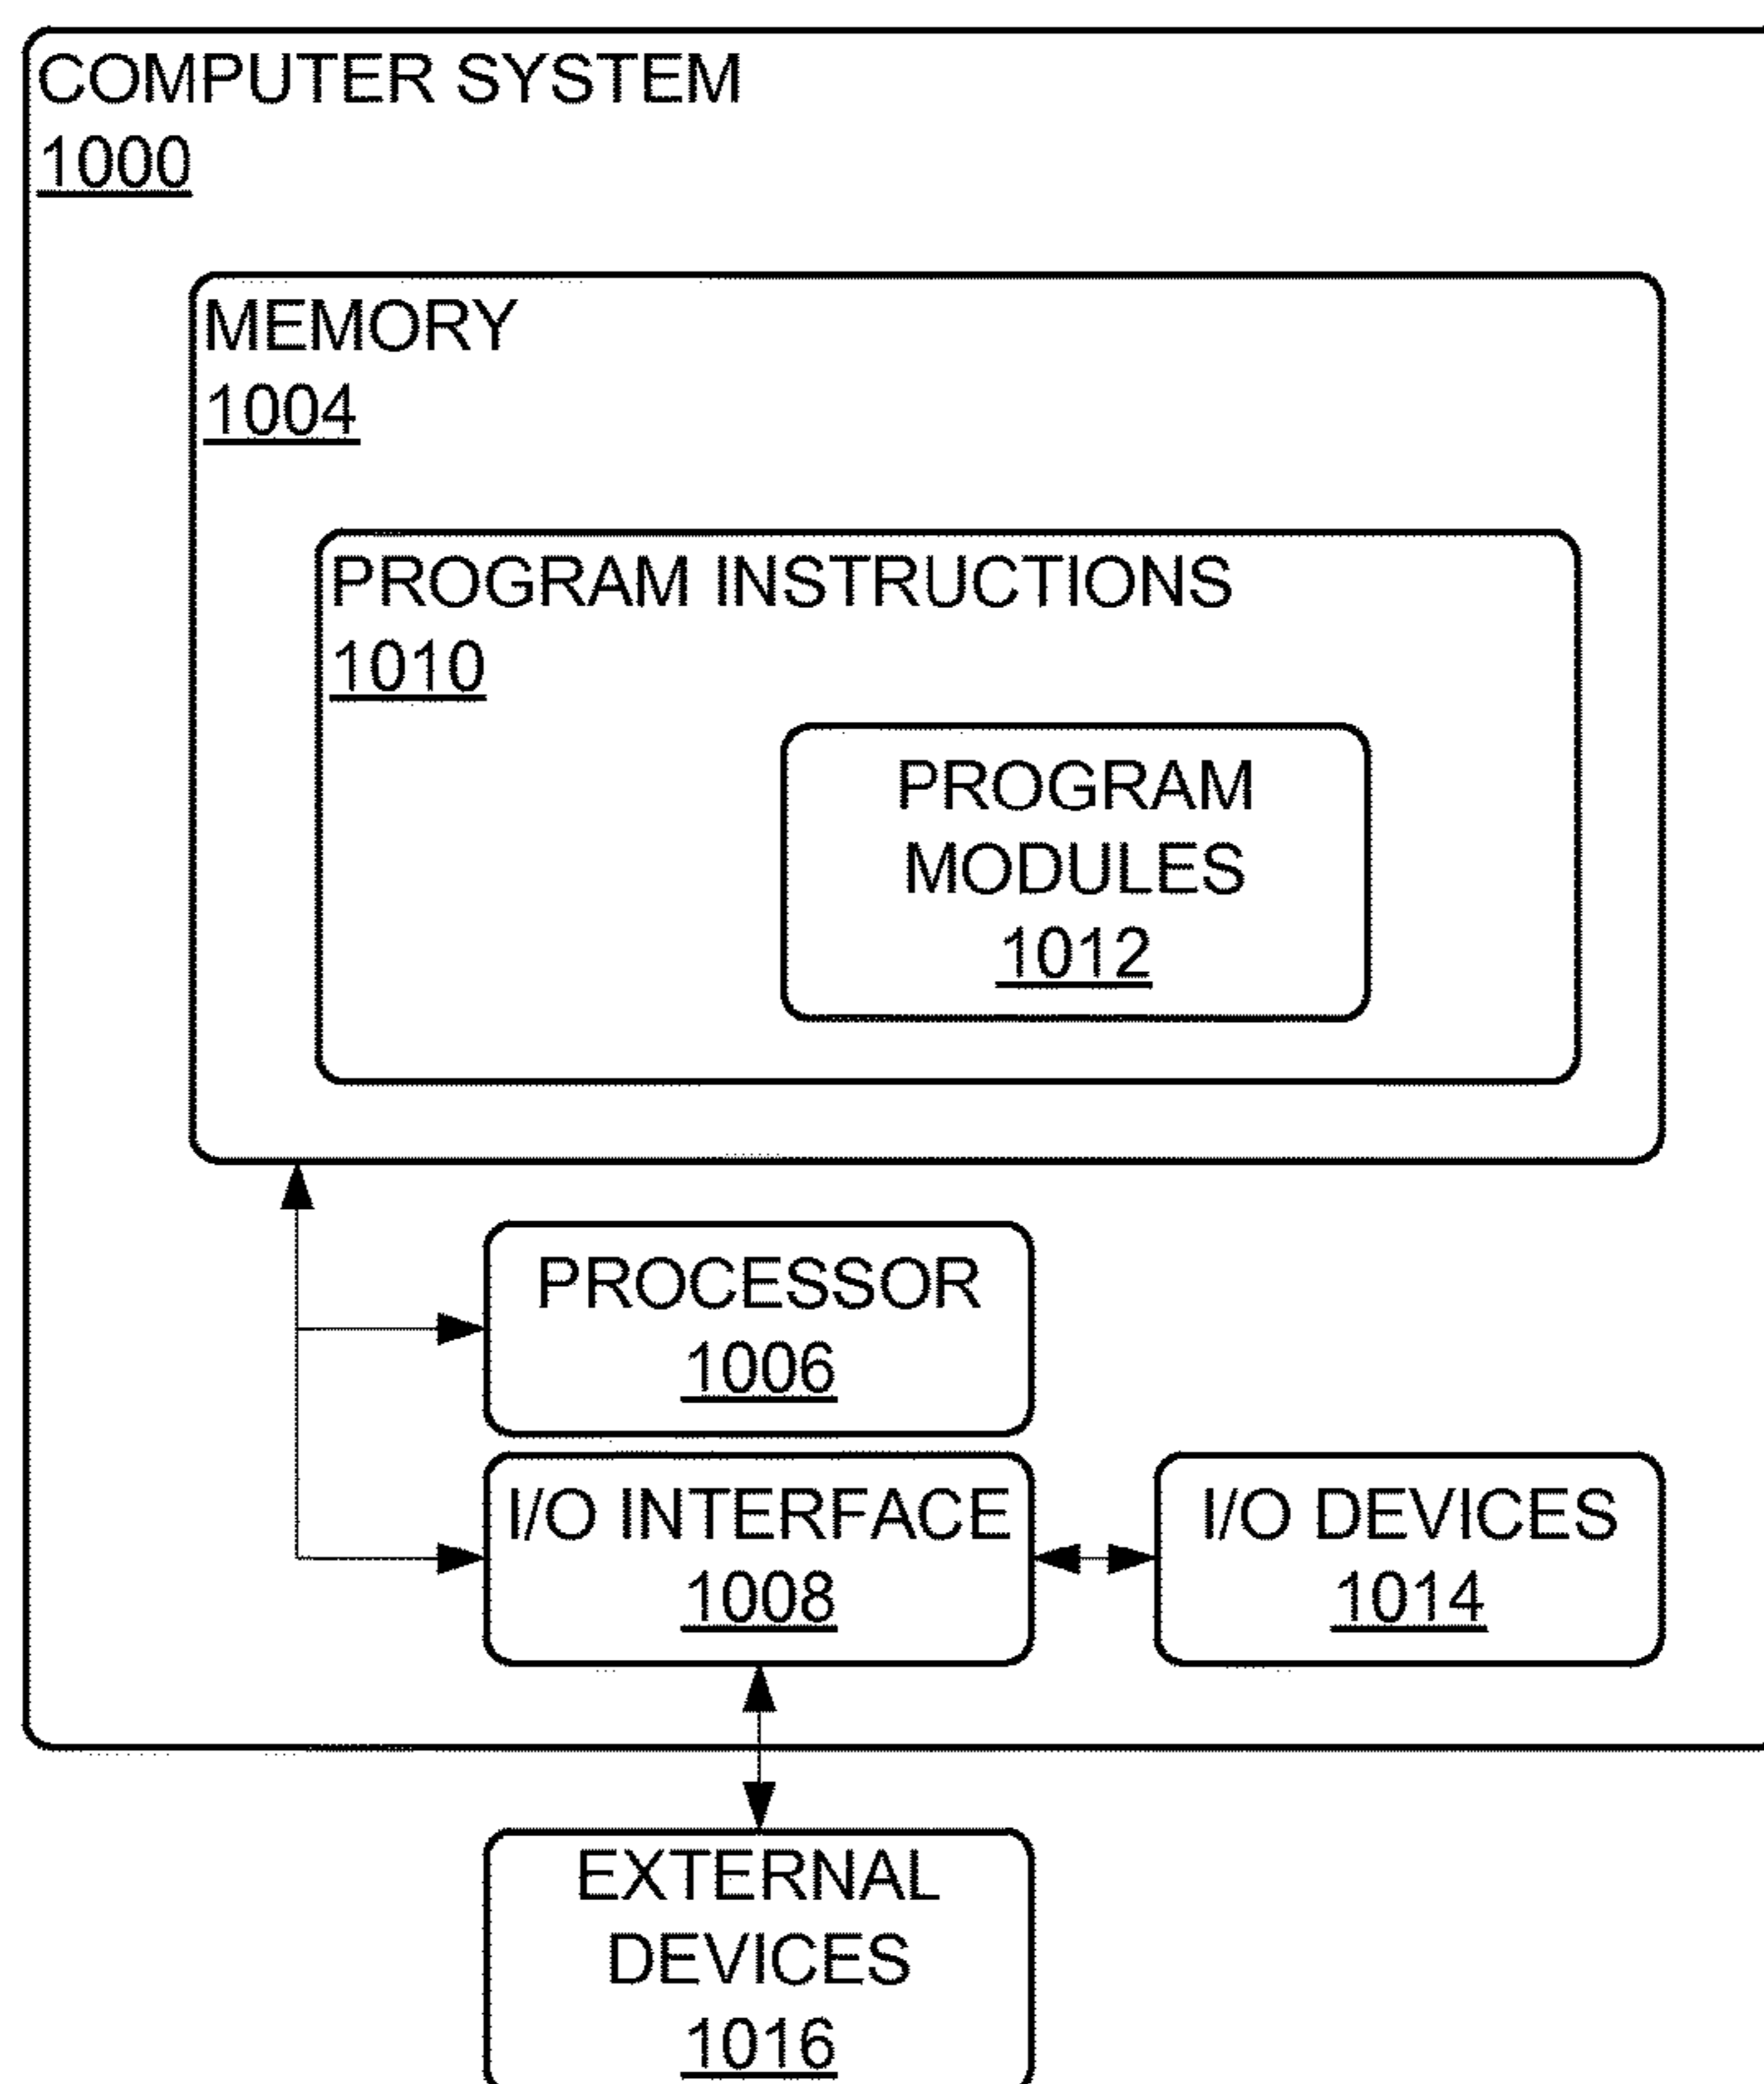 COMPUTER SYSTEM
1000
MEMORY
1004
PROGRAM INSTRUCTIONS
1010
PROGRAM
MODULES
1012
PROCESSOR
1006
I/O INTERFACE
1008
I/O DEVICES
1014
EXTERNAL
DEVICES
1016